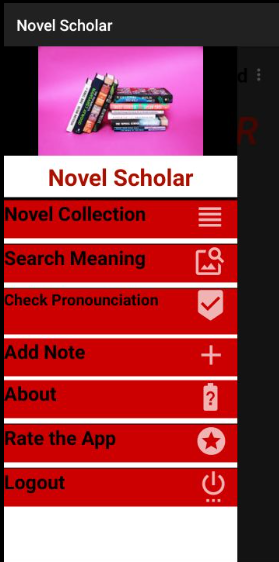 Novel Scholar
d
R
Novel Scholar
Novel Collection
Search Meaning
Check Pronounciation
Add Note
About
?
Rate the App
Logout